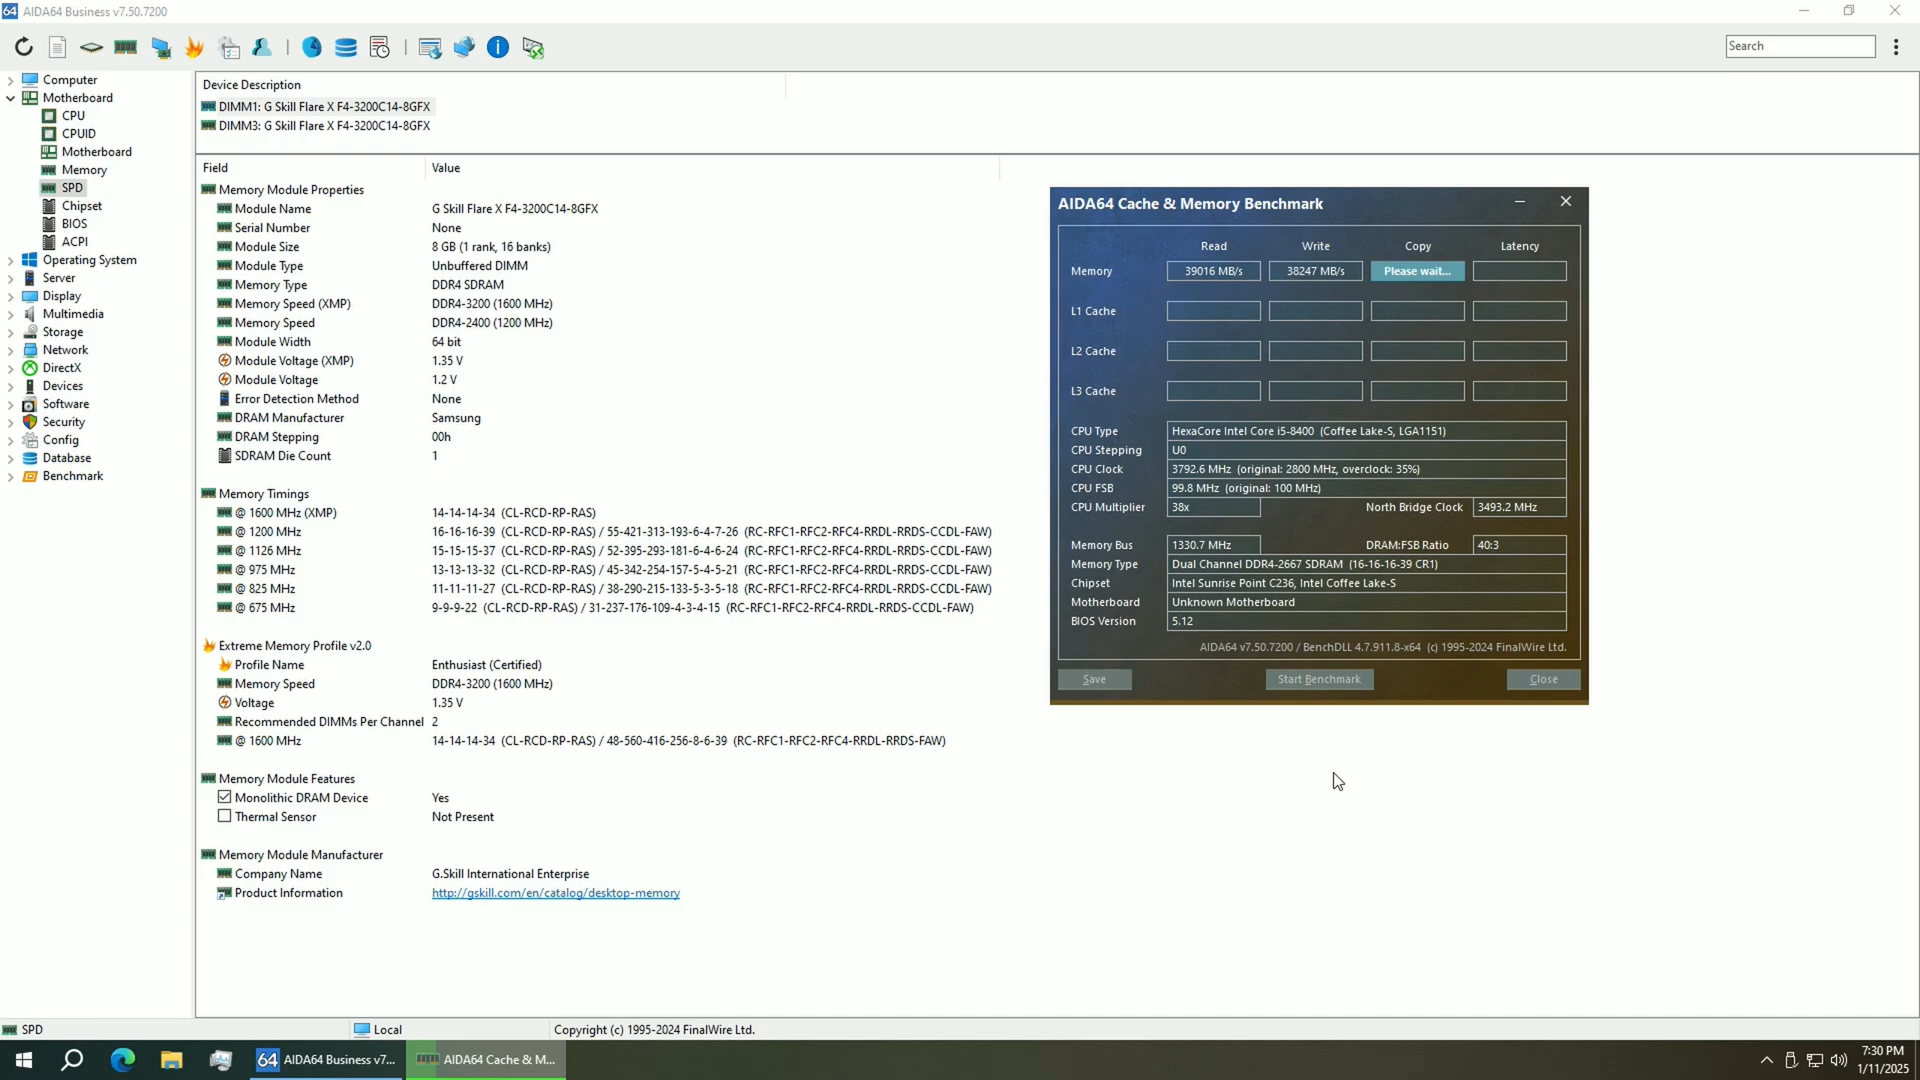 64 AIDA64 Business v7.50.7200
Search
Computer
Motherboard
CPU
CPUID
Motherboard
Memory
SPD
Chipset
BIOS
ACPI
Operating System
Server
Display
Multimedia
Storage
Network
DirectX
Devices
Software
Security
Config
Database
Benchmark
Device Description
DIMM1: G Skill Flare X F4-3200C14-8GFX
DIMM3: G Skill Flare X F4-3200C14-8GFX
Field Value
Memory Module Properties
Module Name G Skill Flare X F4-3200C14-8GFX
Serial Number None
Module Size 8 GB (1 rank, 16 banks)
Module Type Unbuffered DIMM
Memory Type DDR4 SDRAM
Memory Speed (XMP) DDR4-3200 (1600 MHz)
Memory Speed DDR4-2400 (1200 MHz)
Module Width 64 bit
Module Voltage (XMP) 1.35 V
Module Voltage 1.2 V
Error Detection Method None
DRAM Manufacturer Samsung
DRAM Stepping 00h
SDRAM Die Count 1
Memory Timings
@ 1600 MHz (XMP) 14-14-14-34 (CL-RCD-RP-RAS)
@ 1200 MHz 16-16-16-39 (CL-RCD-RP-RAS) / 55-421-313-193-6-4-7-26 (RC-RFC1-RFC2-RFC4-RRDL-RRDS-CCDL-FAW)
@ 1126 MHz 15-15-15-37 (CL-RCD-RP-RAS) / 52-395-293-181-6-4-6-24 (RC-RFC1-RFC2-RFC4-RRDL-RRDS-CCDL-FAW)
@ 975 MHz 13-13-13-32 (CL-RCD-RP-RAS) / 45-342-254-157-5-4-5-21 (RC-RFC1-RFC2-RFC4-RRDL-RRDS-CCDL-FAW)
@ 825 MHz 11-11-11-27 (CL-RCD-RP-RAS) / 38-290-215-133-5-3-5-18 (RC-RFC1-RFC2-RFC4-RRDL-RRDS-CCDL-FAW)
@ 675 MHz 9-9-9-22 (CL-RCD-RP-RAS) / 31-237-176-109-4-3-4-15 (RC-RFC1-RFC2-RFC4-RRDL-RRDS-CCDL-FAW)
Extreme Memory Profile v2.0
Profile Name Enthusiast (Certified)
Memory Speed DDR4-3200 (1600 MHz)
Voltage 1.35 V
Recommended DIMMs Per Channel 2
@ 1600 MHz 14-14-14-34 (CL-RCD-RP-RAS) / 48-560-416-256-8-6-39 (RC-RFC1-RFC2-RFC4-RRDL-RRDS-FAW)
Memory Module Features
Monolithic DRAM Device Yes
Thermal Sensor Not Present
Memory Module Manufacturer
Company Name G.Skill International Enterprise
Product Information http://gskill.com/en/catalog/desktop-memory
AIDA64 Cache & Memory Benchmark
Read Write Copy Latency
Memory 39016 MB/s 38247 MB/s Please wait...
L1 Cache
L2 Cache
L3 Cache
CPU Type HexaCore Intel Core i5-8400 (Coffee Lake-S, LGA1151)
CPU Stepping U0
CPU Clock 3792.6 MHz (original: 2800 MHz, overclock: 35%)
CPU FSB 99.8 MHz (original: 100 MHz)
CPU Multiplier 38x North Bridge Clock 3493.2 MHz
Memory Bus 1330.7 MHz DRAM:FSB Ratio 40:3
Memory Type Dual Channel DDR4-2667 SDRAM (16-16-16-39 CR1)
Chipset Intel Sunrise Point C236, Intel Coffee Lake-S
Motherboard Unknown Motherboard
BIOS Version 5.12
AIDA64 v7.50.7200 / BenchDLL 4.7.911.8-x64 (c) 1995-2024 FinalWire Ltd.
Save Start Benchmark Close
SPD Local Copyright (c) 1995-2024 FinalWire Ltd.
64 AIDA64 Business v7... AIDA64 Cache & M...
7:30 PM
1/11/2025